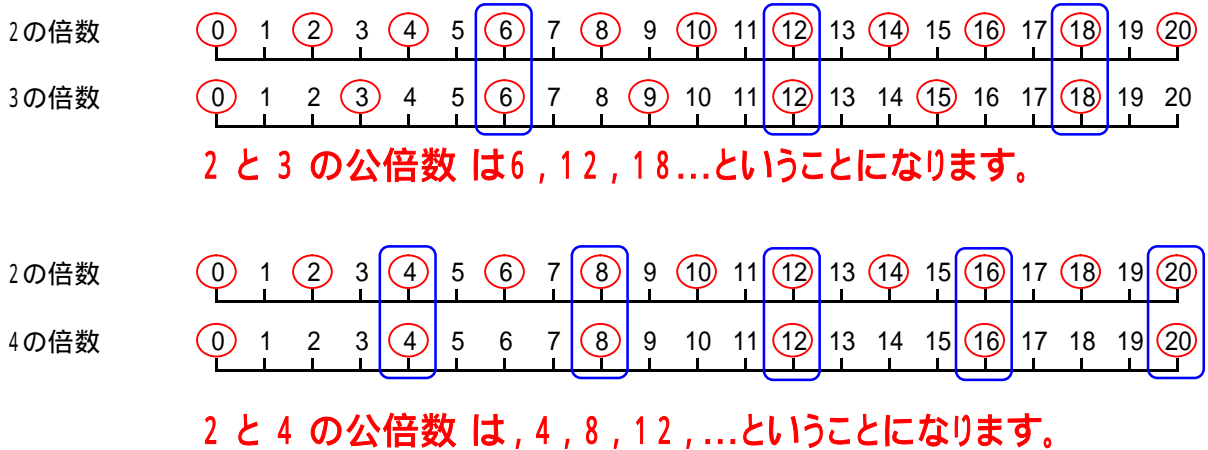 2の倍数 0 1 2 3 4 5 6 7 8 9 10 11 12 13 14 15 16 17 18 19 20
3の倍数 0 1 2 3 4 5 6 7 8 9 10 11 12 13 14 15 16 17 18 19 20
2 と 3 の公倍数 は6 , 12 , 18…ということになります。
2の倍数 0 1 2 3 4 5 6 7 8 9 10 11 12 13 14 15 16 17 18 19 20
4の倍数 0 1 2 3 4 5 6 7 8 9 10 11 12 13 14 15 16 17 18 19 20
2 と 4 の公倍数 は , 4 , 8 , 12 , …ということになります。